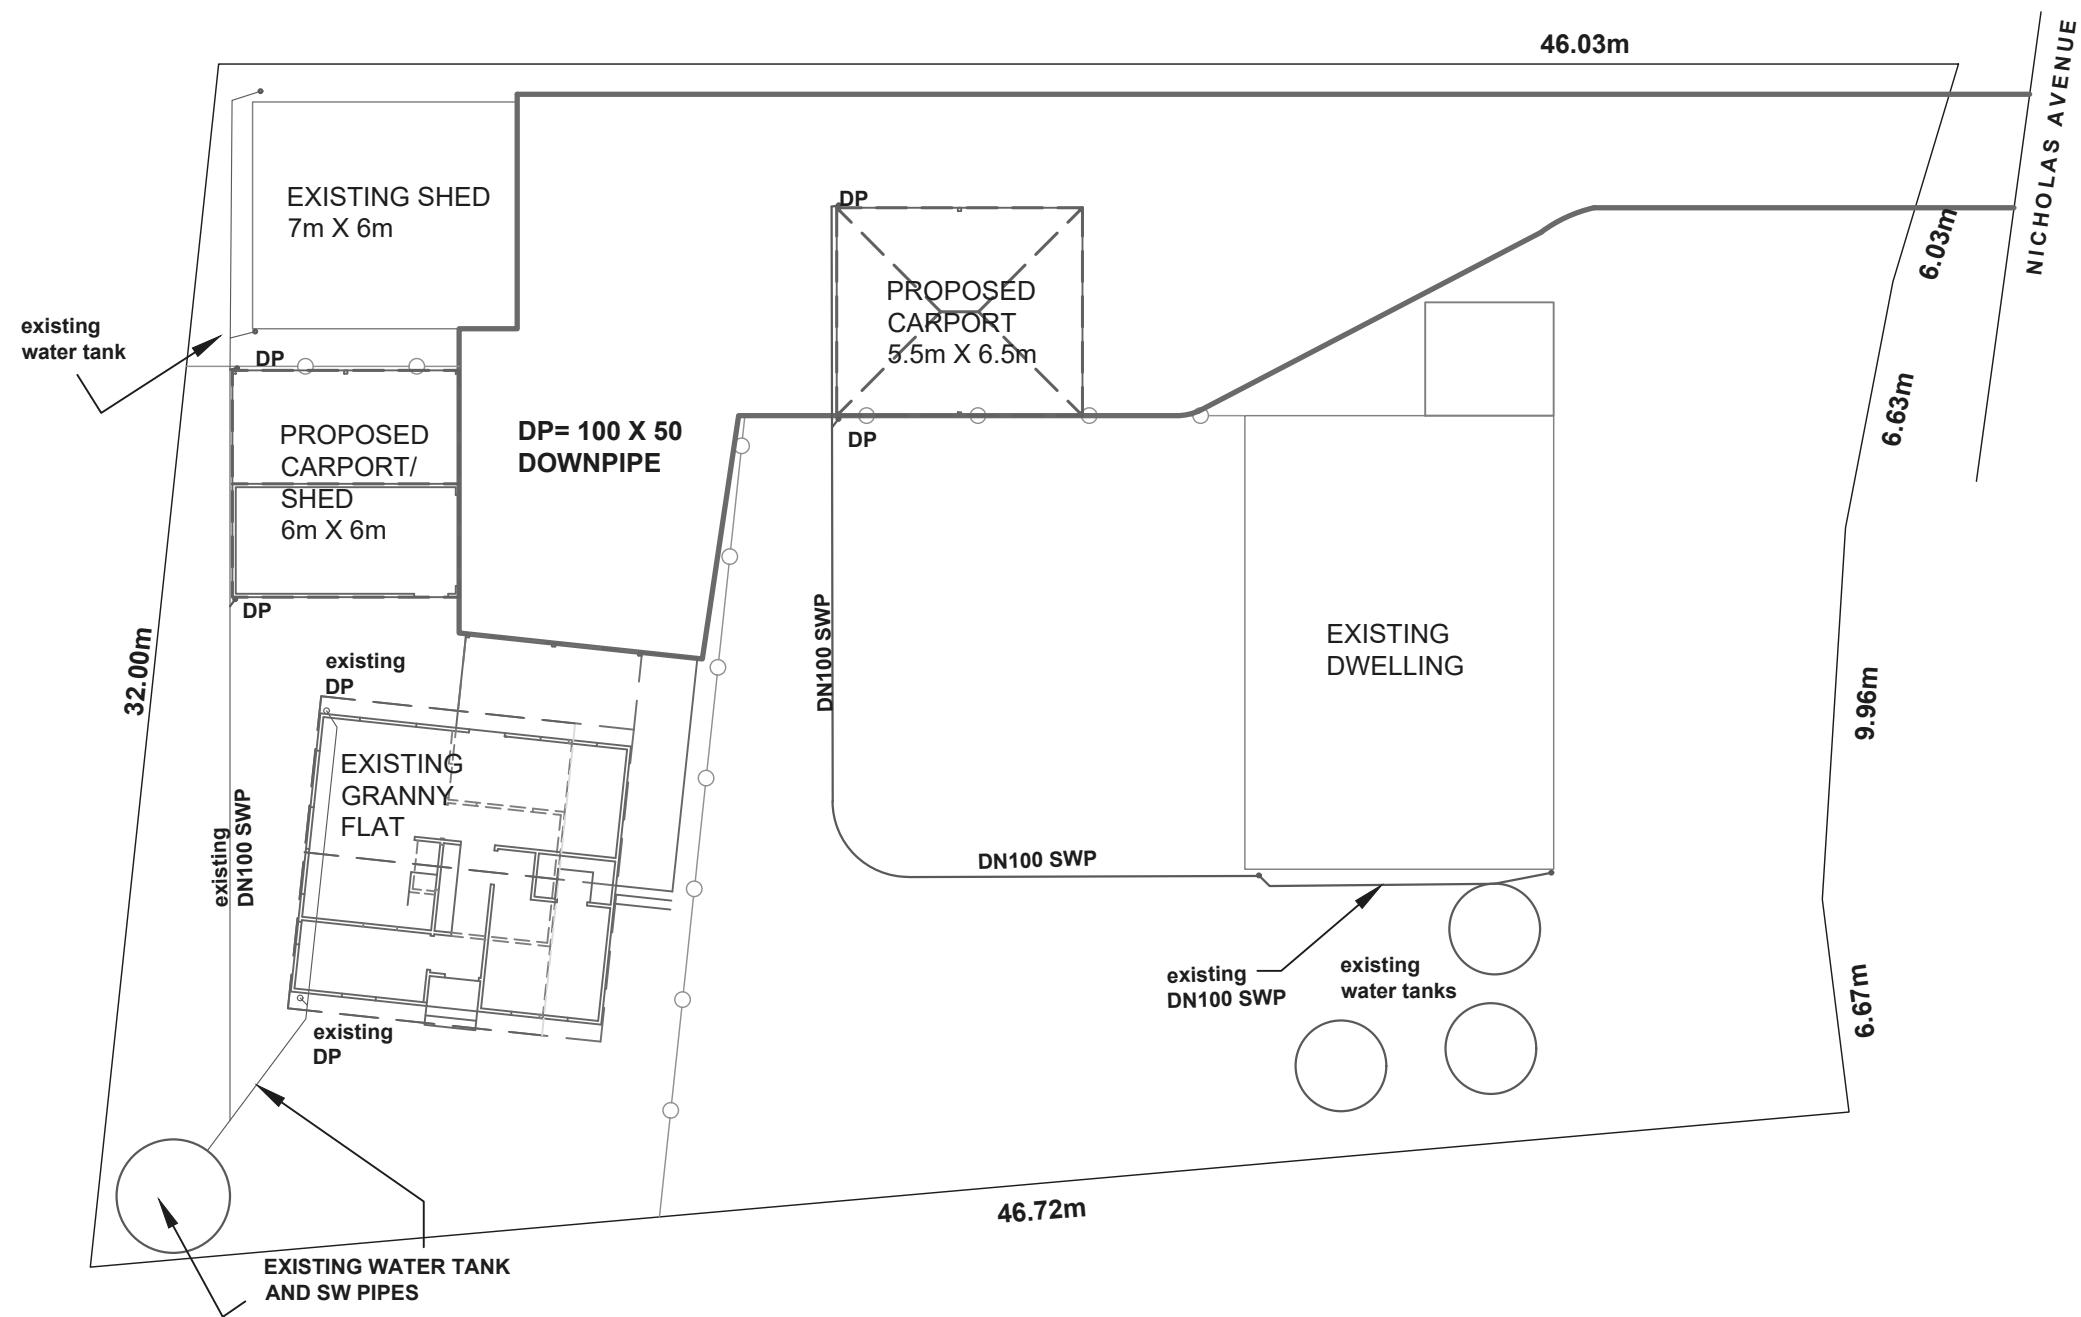 46.03m
NICHOLAS AVENUE
EXISTING SHED
7m X 6m
DP
6.03m
PROPOSED
CARPORT
5.5m X 6.5m
existing
water tank
DP
6.63m
PROPOSED
CARPORT/
SHED
6m X 6m
DP= 100 X 50
DOWNPIPE
DP
DP
DN100 SWP
EXISTING
DWELLING
32.00m
existing
DP
9.96m
EXISTING
GRANNY
FLAT
existing
DN100 SWP
DN100 SWP
existing
DN100 SWP
existing
water tanks
6.67m
existing
DP
46.72m
EXISTING WATER TANK
AND SW PIPES